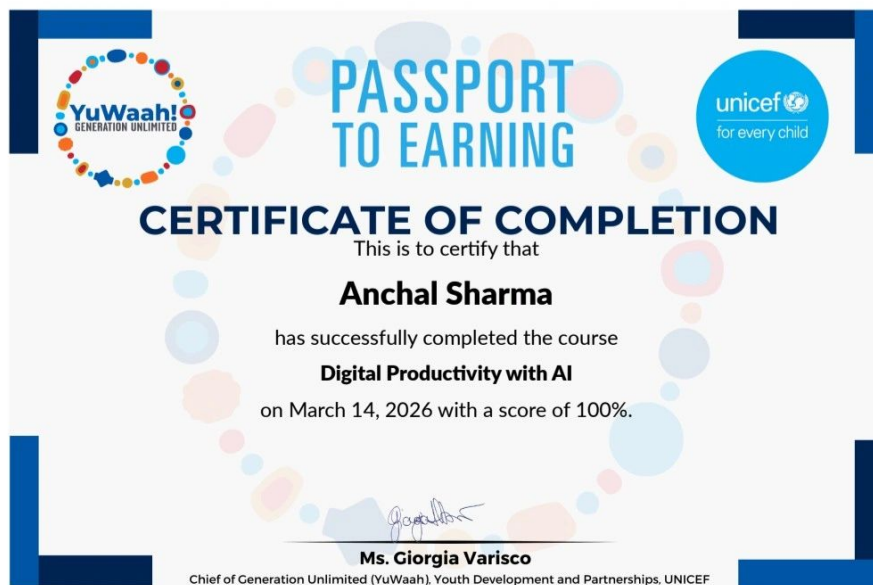 YuWaah!
GENERATION UNLIMITED
PASSPORT
TO EARNING
unicef
for every child
CERTIFICATE OF COMPLETION
This is to certify that
Anchal Sharma
has successfully completed the course
Digital Productivity with AI
on March 14, 2026 with a score of 100%.
Ms. Giorgia Varisco
Chief of Generation Unlimited (YuWaah), Youth Development and Partnerships, UNICEF